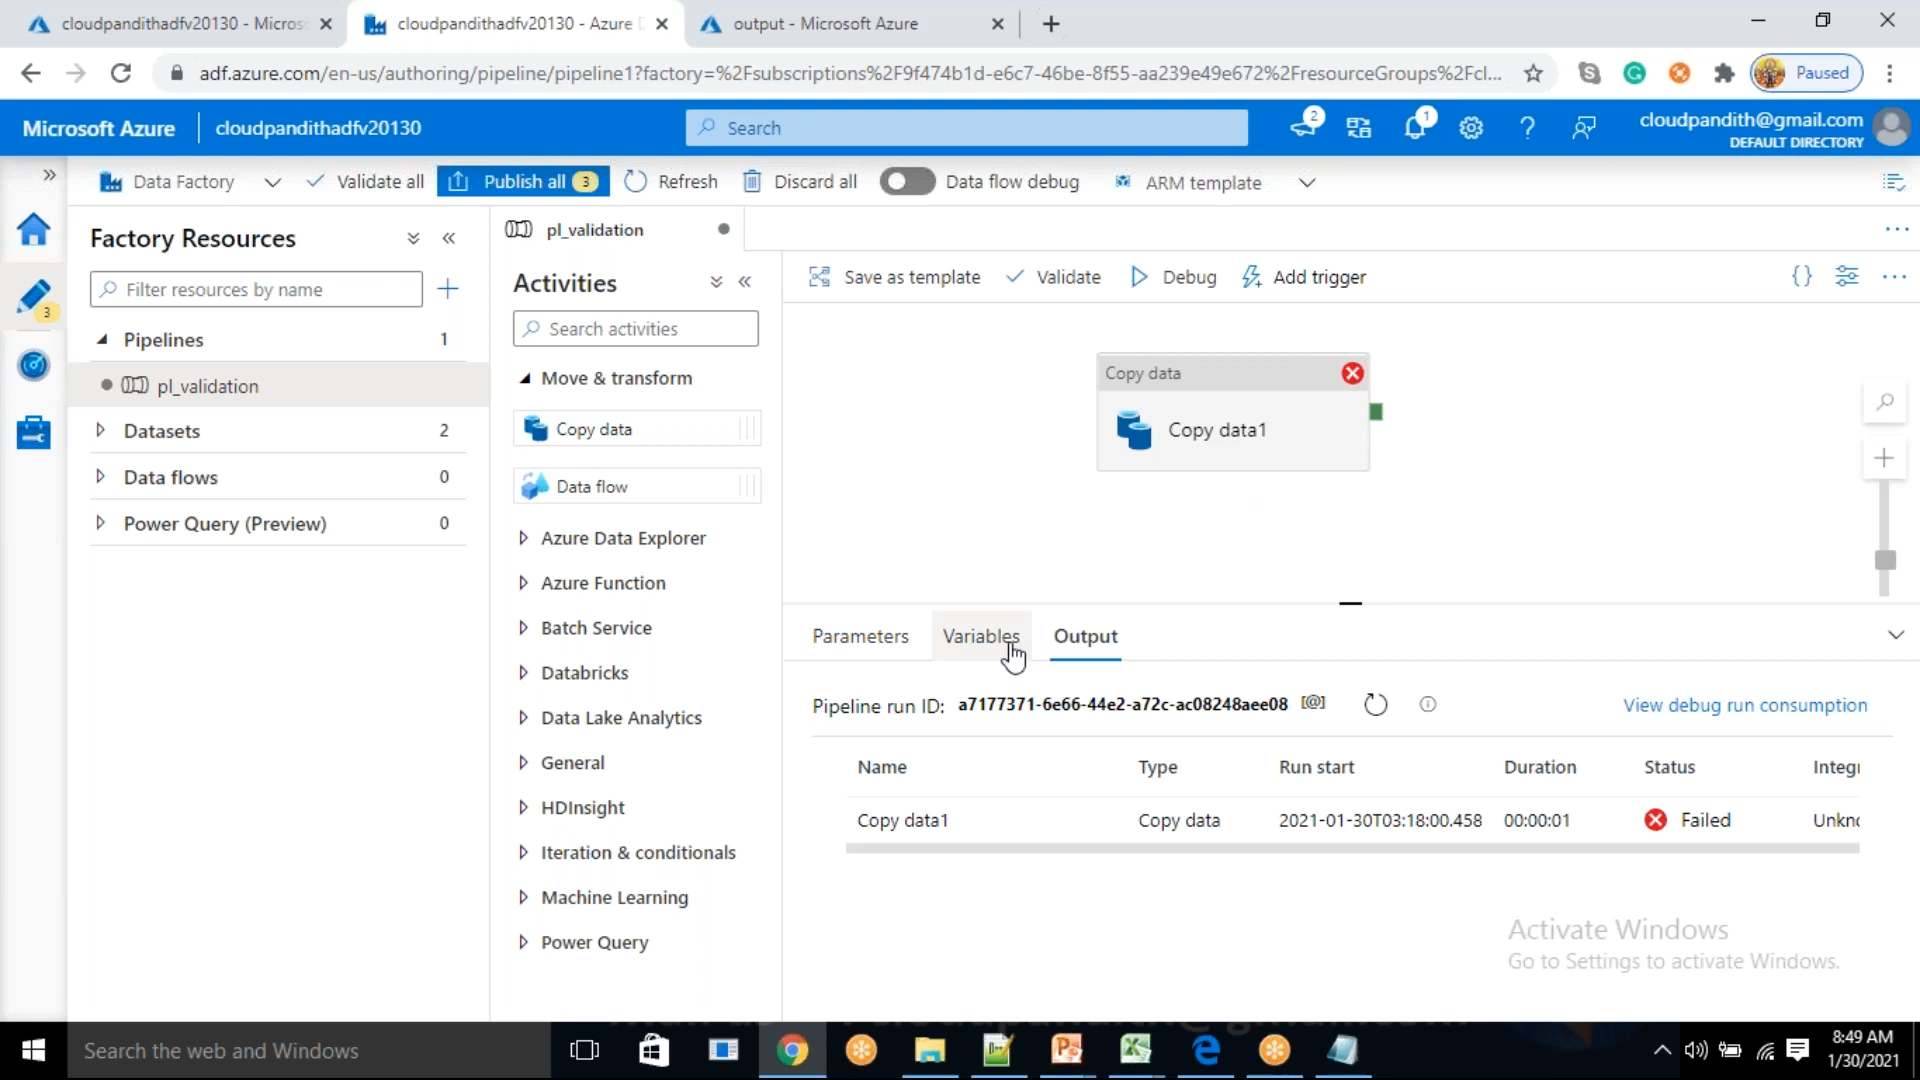 cloudpandithadfv20130 - Micros
cloudpandithadfv20130 - Azure D
output - Microsoft Azure
adf.azure.com/en-us/authoring/pipeline/pipeline1?factory=%2Fsubscriptions%2F9f474b1d-e6c7-46be-8f55-aa239e49e672%2FresourceGroups%2Fcl...
Paused
Microsoft Azure
cloudpandithadfv20130
Search
2
1
cloudpandith@gmail.com
DEFAULT DIRECTORY
Data Factory
Validate all
Publish all 3
Refresh
Discard all
Data flow debug
ARM template
3
Factory Resources
Filter resources by name
Pipelines 1
pl_validation
Datasets 2
Data flows 0
Power Query (Preview) 0
pl_validation
Activities
Search activities
Move & transform
Copy data
Data flow
Azure Data Explorer
Azure Function
Batch Service
Databricks
Data Lake Analytics
General
HDInsight
Iteration & conditionals
Machine Learning
Power Query
Save as template
Validate
Debug
Add trigger
Copy data
Copy data1
Parameters
Variables
Output
Pipeline run ID: a7177371-6e66-44e2-a72c-ac08248aee08 [@]
View debug run consumption
Name Type Run start Duration Status Integr
Copy data1 Copy data 2021-01-30T03:18:00.458 00:00:01 Failed Unkno
Activate Windows
Go to Settings to activate Windows.
Search the web and Windows
8:49 AM
1/30/2021